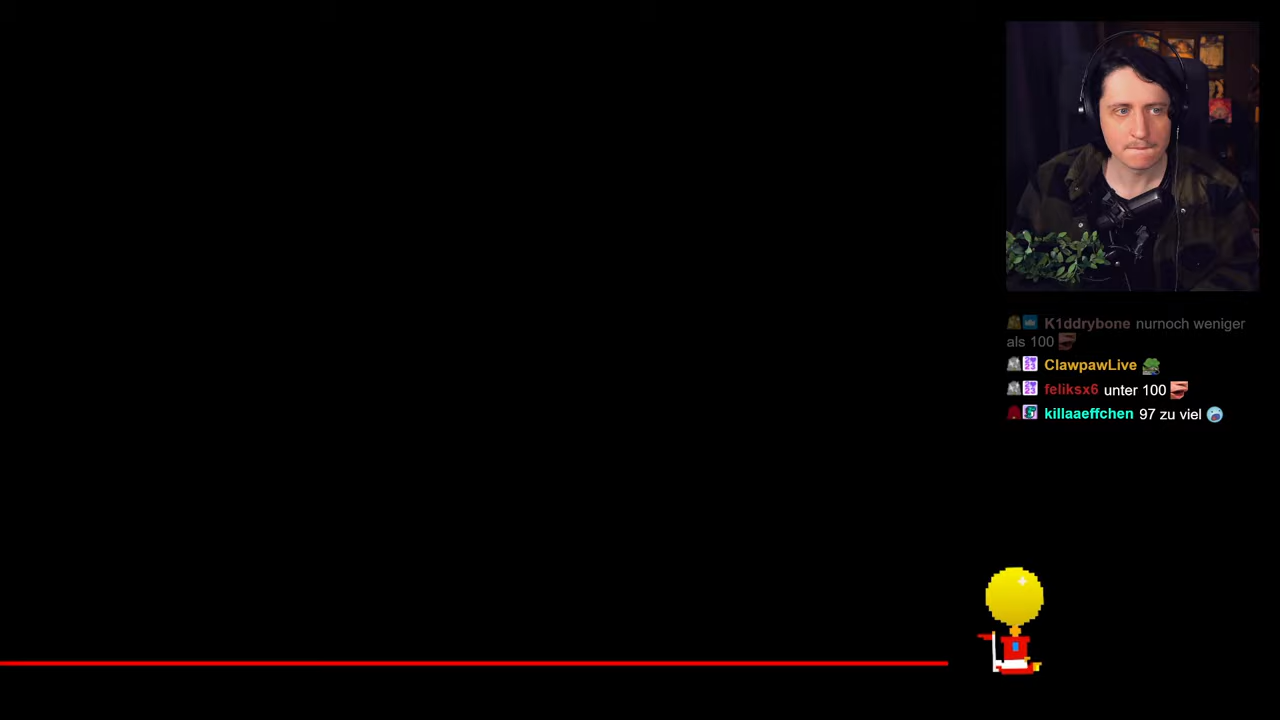 K1ddrybone nurnoch weniger
als 100
ClawpawLive
feliksx6 unter 100
killaaeffchen 97 zu viel